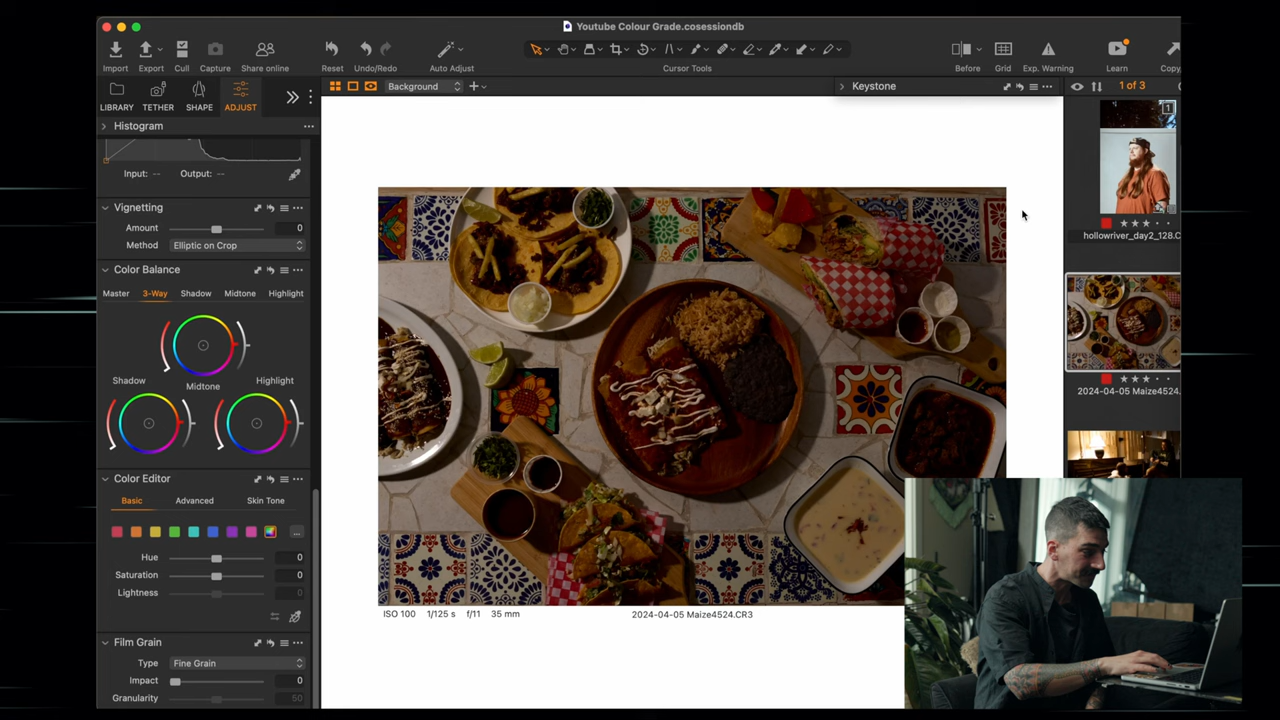 Youtube Colour Grade.cosessiondb
Import Export Cull Capture Share online Reset Undo/Redo Auto Adjust Cursor Tools Before Grid Exp. Warning Learn Copy
LIBRARY TETHER SHAPE ADJUST
Background
Keystone
1 of 3
Histogram
Input: -- Output: --
Vignetting
Amount 0
Method Elliptic on Crop
Color Balance
Master 3-Way Shadow Midtone Highlight
Shadow Midtone Highlight
Color Editor
Basic Advanced Skin Tone
Hue 0
Saturation 0
Lightness 0
Film Grain
Type Fine Grain
Impact 0
Granularity 50
ISO 100 1/125 s f/11 35 mm 2024-04-05 Maize4524.CR3
1
hollowriver_day2_128.C
2024-04-05 Maize4524.